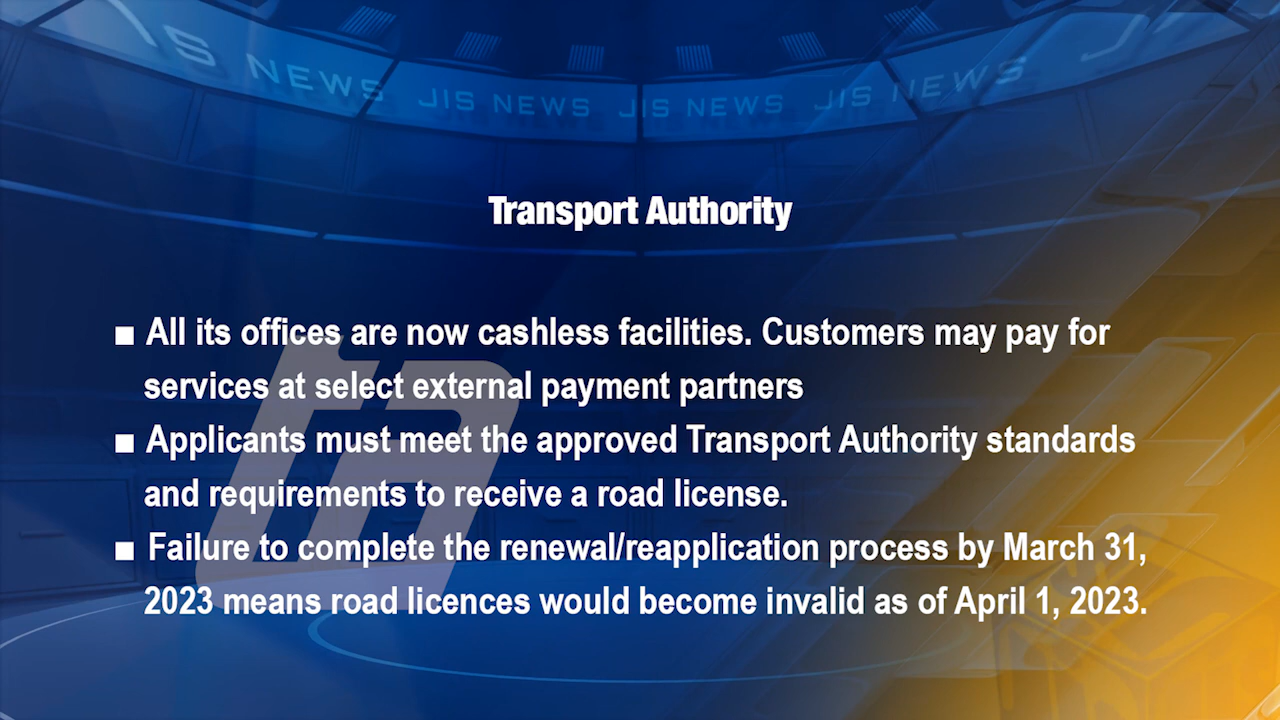 JIS NEWS JIS NEWS JIS NEWS JIS NEWS
Transport Authority
■ All its offices are now cashless facilities. Customers may pay for
services at select external payment partners
■ Applicants must meet the approved Transport Authority standards
and requirements to receive a road license.
■ Failure to complete the renewal/reapplication process by March 31,
2023 means road licences would become invalid as of April 1, 2023.
ta